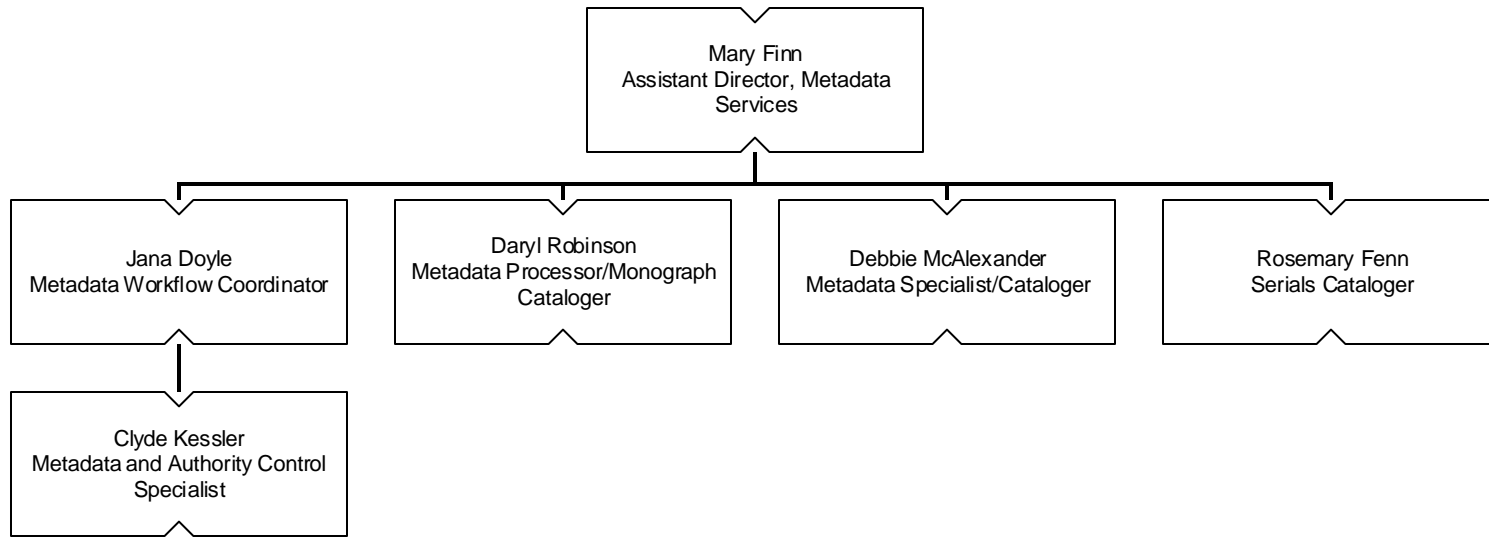 Mary Finn
Assistant Director, Metadata
Services
Jana Doyle
Metadata Workflow Coordinator
Daryl Robinson
Metadata Processor/Monograph
Cataloger
Debbie McAlexander
Metadata Specialist/Cataloger
Rosemary Fenn
Serials Cataloger
Clyde Kessler
Metadata and Authority Control
Specialist